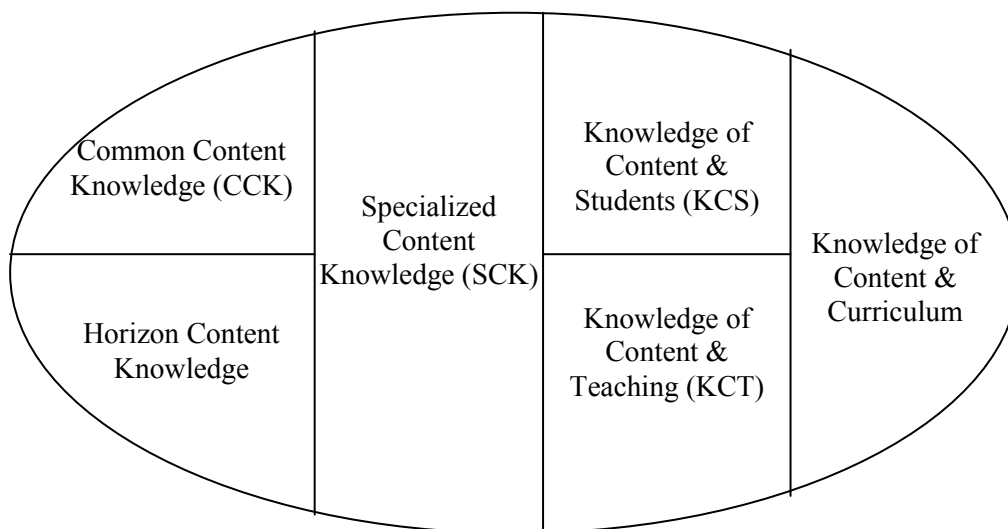 Common Content
Knowledge (CCK)
Horizon Content
Knowledge
Specialized
Content
Knowledge (SCK)
Knowledge of
Content &
Students (KCS)
Knowledge of
Content &
Teaching (KCT)
Knowledge of
Content &
Curriculum